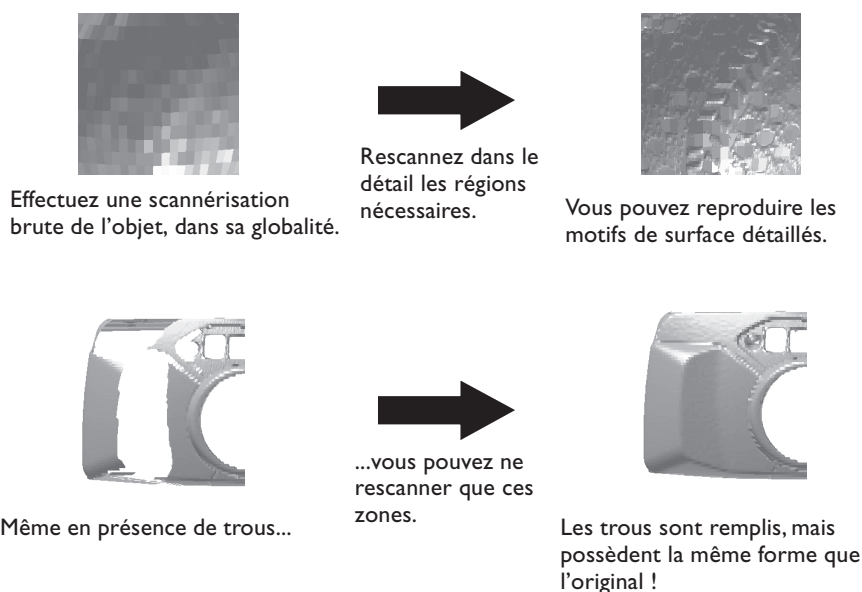 Effectuez une scannérisation
brute de l’objet, dans sa globalité.
Rescannez dans le
détail les régions
nécessaires.
Vous pouvez reproduire les
motifs de surface détaillés.
Même en présence de trous...
...vous pouvez ne
rescanner que ces
zones.
Les trous sont remplis, mais
possèdent la même forme que
l’original !